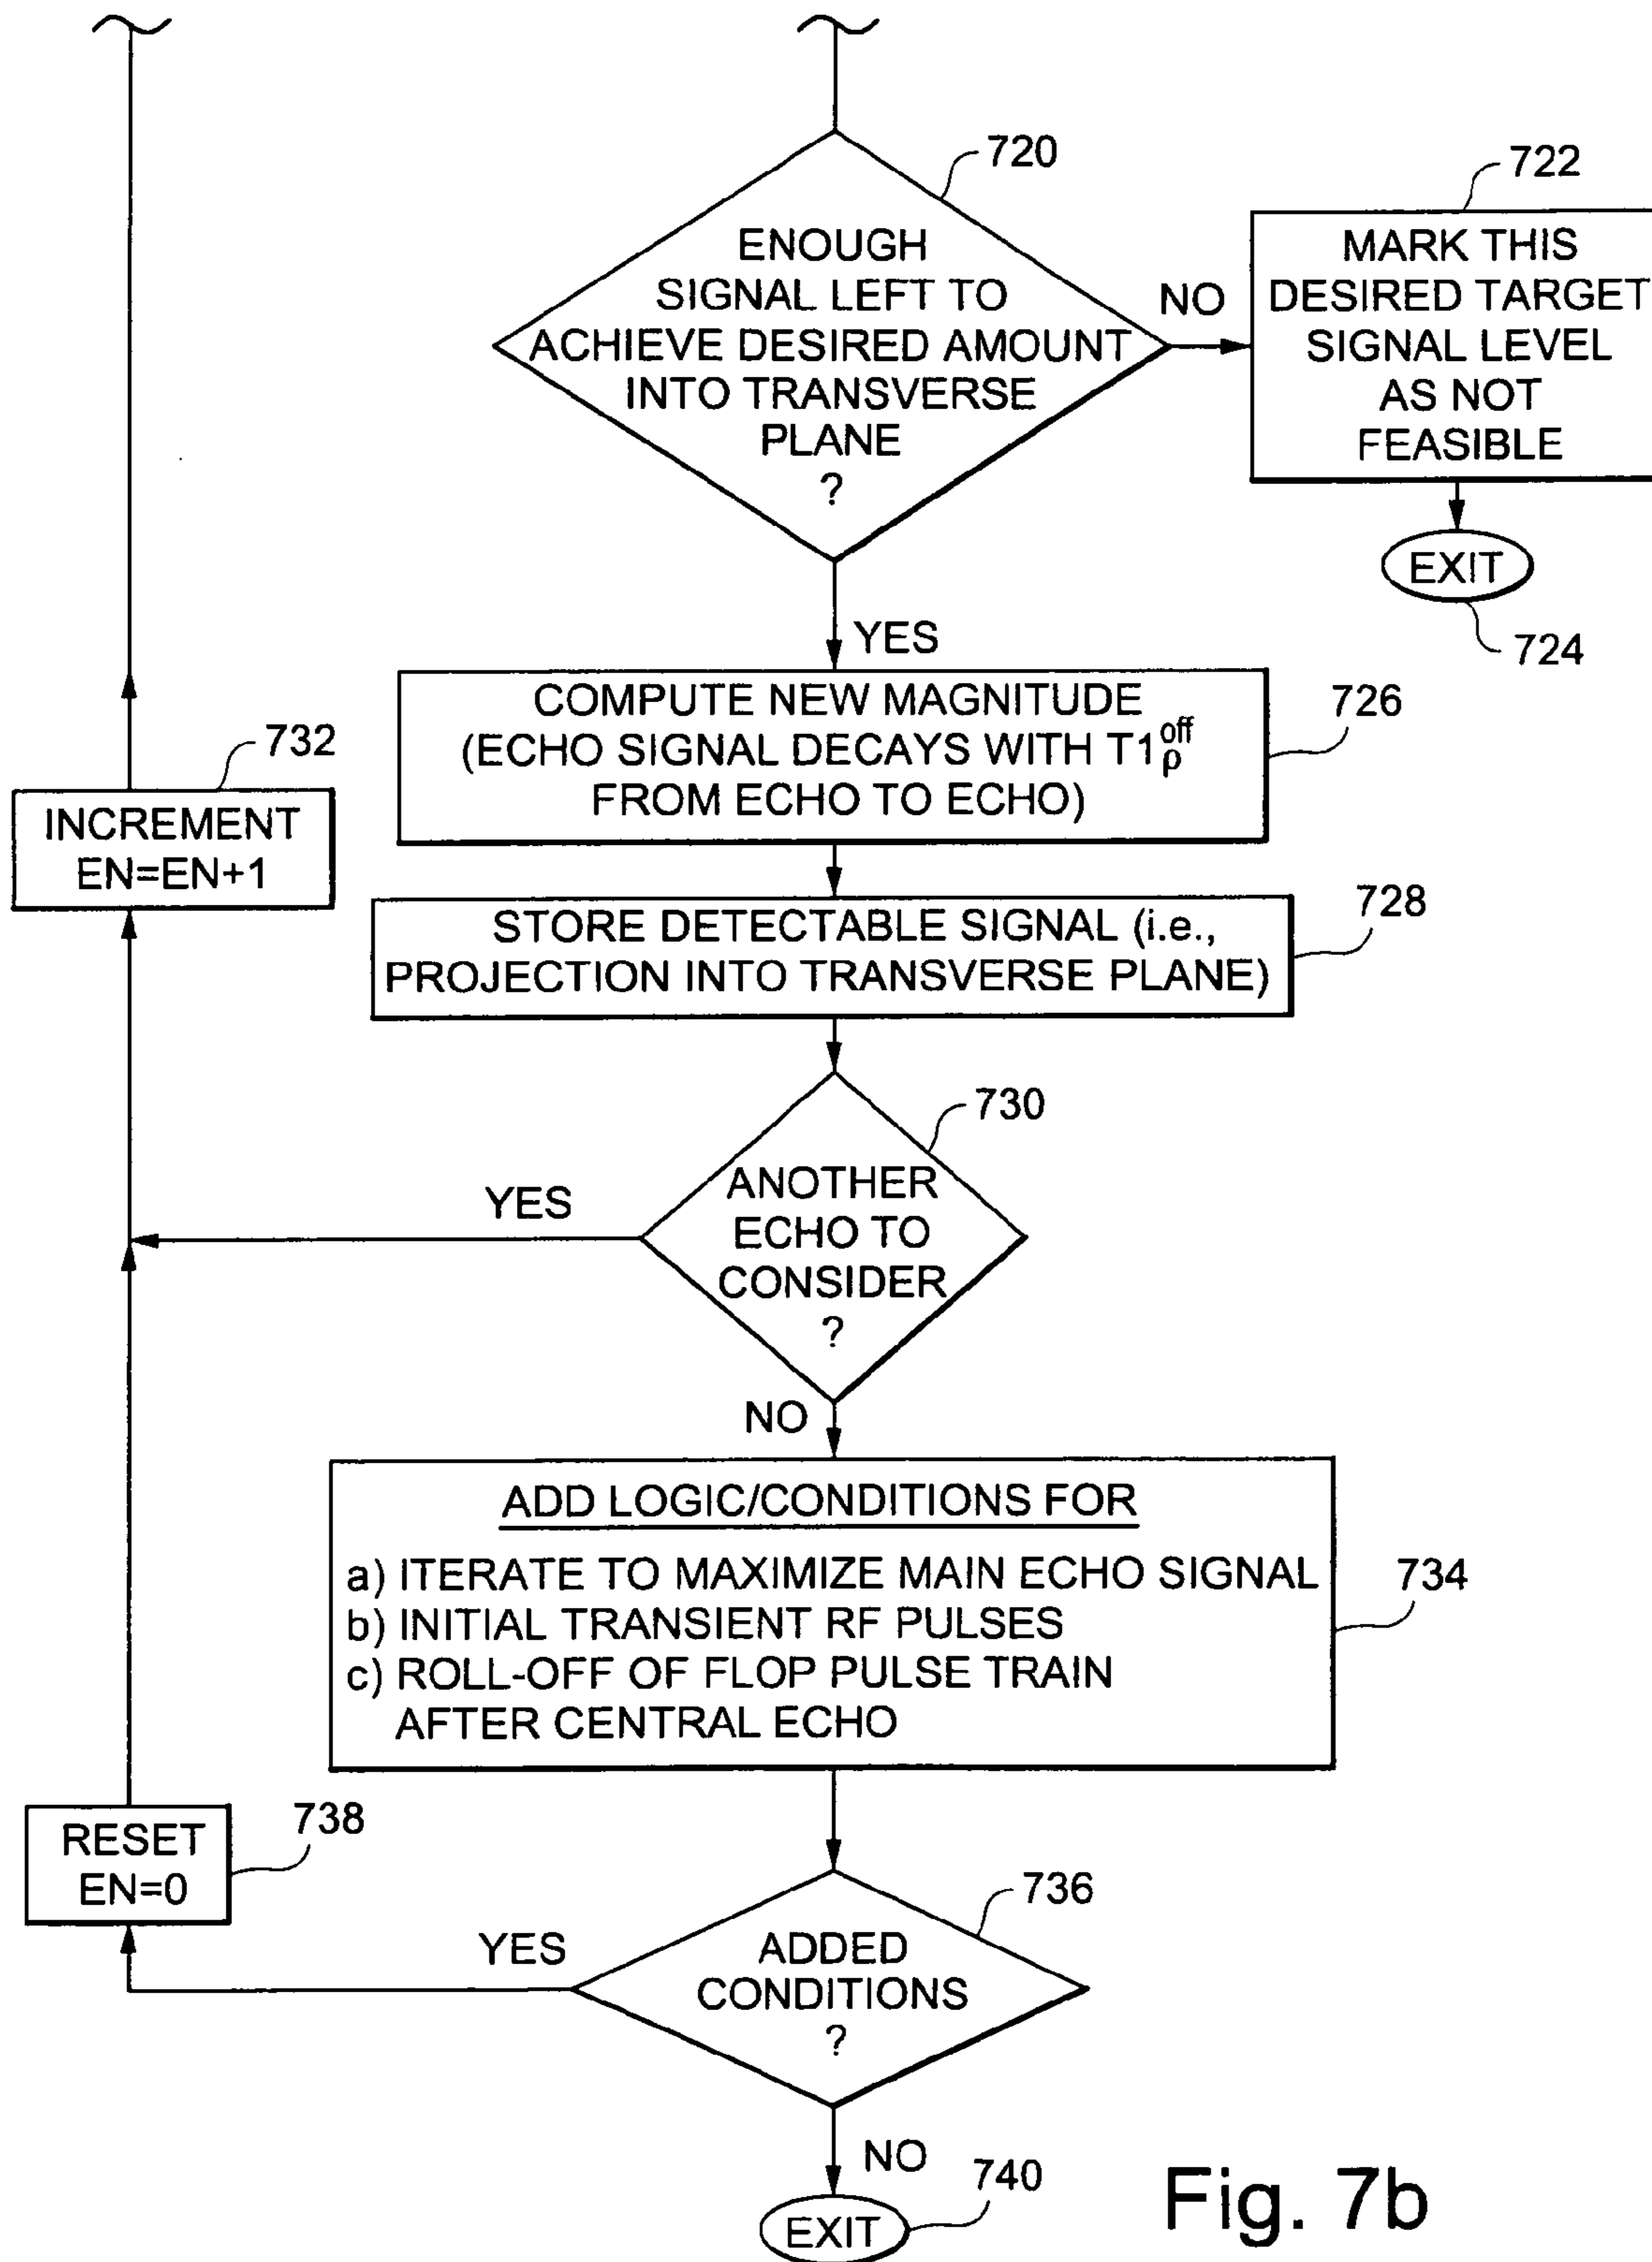 720
ENOUGH
SIGNAL LEFT TO
ACHIEVE DESIRED AMOUNT
INTO TRANSVERSE
PLANE
?
NO
722
MARK THIS
DESIRED TARGET
SIGNAL LEVEL
AS NOT
FEASIBLE
EXIT
724
YES
726
COMPUTE NEW MAGNITUDE
(ECHO SIGNAL DECAYS WITH T1ρ^off
FROM ECHO TO ECHO)
732
INCREMENT
EN=EN+1
728
STORE DETECTABLE SIGNAL (i.e.,
PROJECTION INTO TRANSVERSE PLANE)
730
ANOTHER
ECHO TO
CONSIDER
?
YES
NO
734
ADD LOGIC/CONDITIONS FOR
a) ITERATE TO MAXIMIZE MAIN ECHO SIGNAL
b) INITIAL TRANSIENT RF PULSES
c) ROLL-OFF OF FLOP PULSE TRAIN
AFTER CENTRAL ECHO
738
RESET
EN=0
736
ADDED
CONDITIONS
?
YES
NO
740
EXIT
Fig. 7b